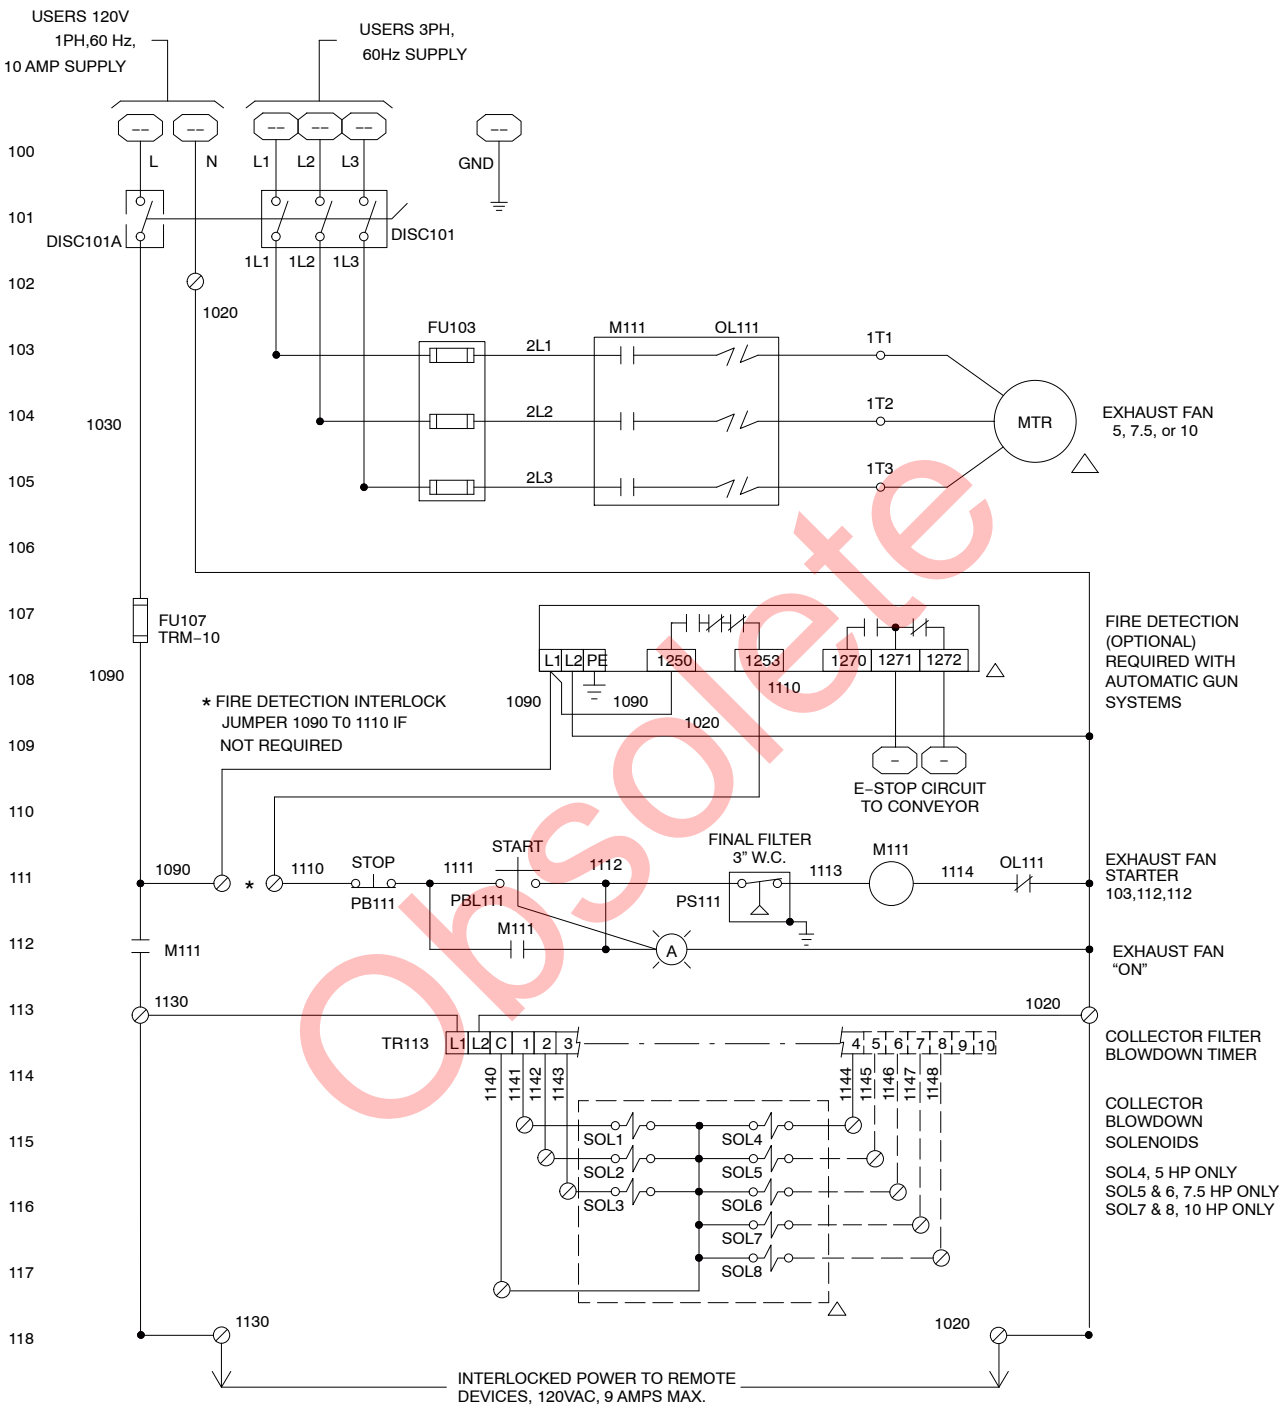 USERS 120V
1PH,60 Hz,
10 AMP SUPPLY
USERS 3PH,
60Hz SUPPLY
-- -- -- -- -- --
100
L N L1 L2 L3 GND
101
DISC101A
DISC101
1L1 1L2 1L3
102
1020
103
FU103
M111 OL111
2L1
1T1
104
1030
2L2
1T2
MTR
EXHAUST FAN
5, 7.5, or 10
105
2L3
1T3
106
107
FU107
TRM-10
FIRE DETECTION
(OPTIONAL)
REQUIRED WITH
AUTOMATIC GUN
SYSTEMS
L1 L2 PE 1250 1253 1270 1271 1272
108
1090
1090 1090 1110
1020
* FIRE DETECTION INTERLOCK
JUMPER 1090 T0 1110 IF
NOT REQUIRED
109
- -
E-STOP CIRCUIT
TO CONVEYOR
110
111
1090 * 1110
STOP
PB111
1111
START
PBL111
1112
FINAL FILTER
3" W.C.
PS111
1113
M111
1114
OL111
EXHAUST FAN
STARTER
103,112,112
112
M111
M111
A
EXHAUST FAN
“ON”
113
1130
1020
TR113 L1 L2 C 1 2 3 4 5 6 7 8 9 10
COLLECTOR FILTER
BLOWDOWN TIMER
114
1140 1141 1142 1143 1144 1145 1146 1147 1148
COLLECTOR
BLOWDOWN
SOLENOIDS
115
SOL1 SOL4
SOL2 SOL5
SOL4, 5 HP ONLY
SOL5 & 6, 7.5 HP ONLY
SOL7 & 8, 10 HP ONLY
116
SOL3 SOL6
SOL7
117
SOL8
118
1130
1020
INTERLOCKED POWER TO REMOTE
DEVICES, 120VAC, 9 AMPS MAX.
Obsolete